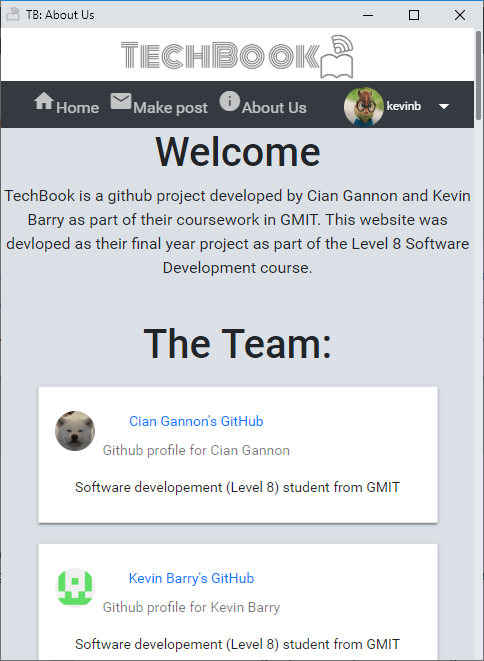 TB: About Us
TECHBOOK
Home Make post About Us kevinb
Welcome
TechBook is a github project developed by Cian Gannon and Kevin
Barry as part of their coursework in GMIT. This website was
devloped as their final year project as part of the Level 8 Software
Development course.
The Team:
Cian Gannon's GitHub
Github profile for Cian Gannon
Software developement (Level 8) student from GMIT
Kevin Barry's GitHub
Github profile for Kevin Barry
Software developement (Level 8) student from GMIT